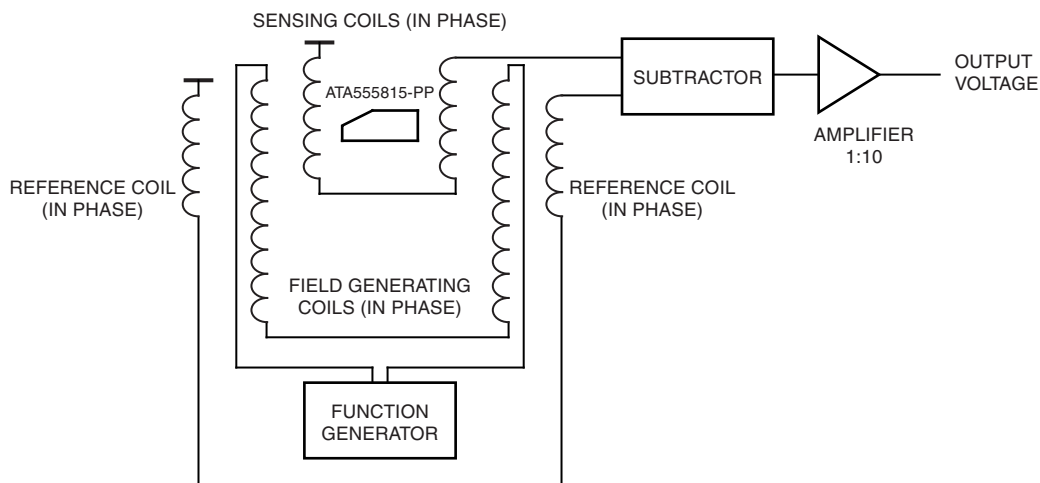 SENSING COILS (IN PHASE)
SUBTRACTOR
OUTPUT
VOLTAGE
ATA555815-PP
AMPLIFIER
1:10
REFERENCE COIL
(IN PHASE)
REFERENCE COIL
(IN PHASE)
FIELD GENERATING
COILS (IN PHASE)
FUNCTION
GENERATOR